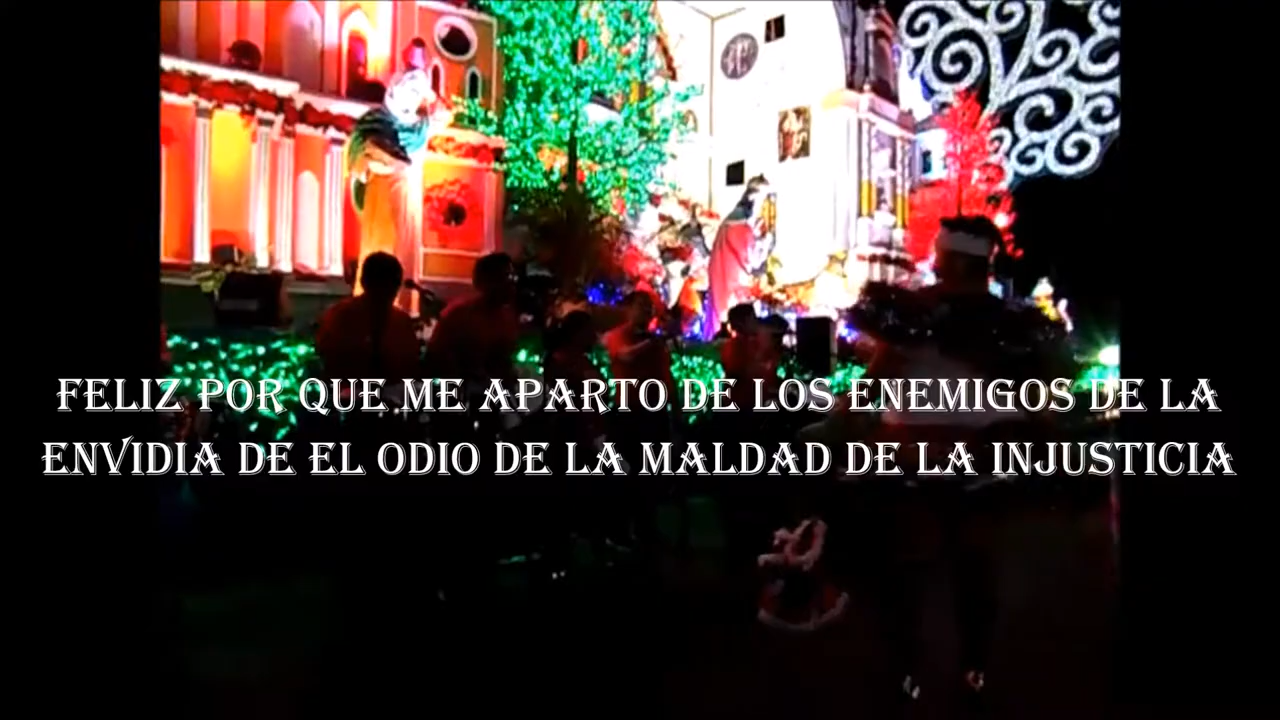 FELIZ POR QUE ME APARTO DE LOS ENEMIGOS DE LA
ENVIDIA DE EL ODIO DE LA MALDAD DE LA INJUSTICIA